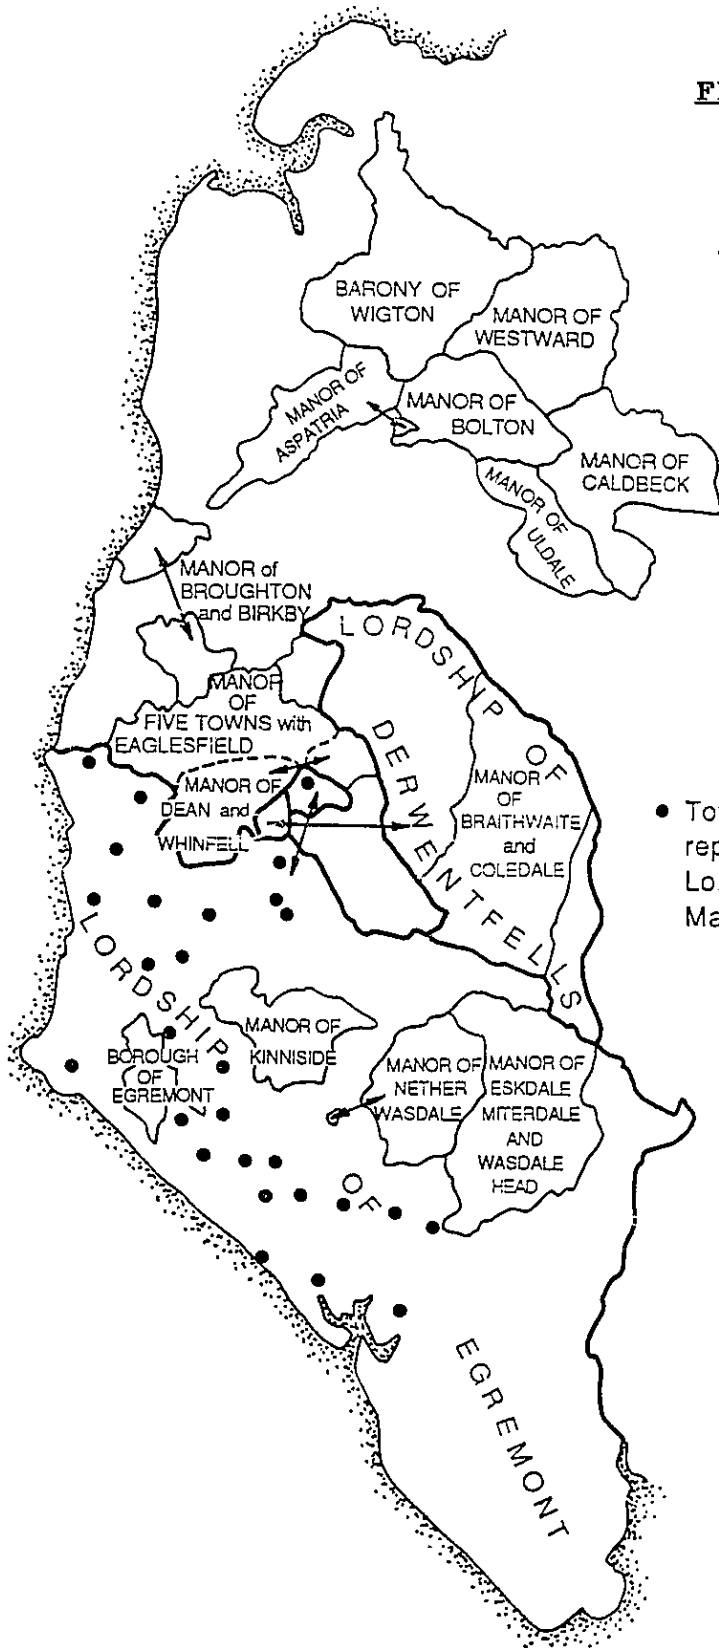 BARONY OF
WIGTON
MANOR OF
WESTWARD
MANOR OF
ASPATRIA
MANOR OF
BOLTON
MANOR OF
CALDBECK
MANOR OF
ULDALE
MANOR of
BROUGHTON
and BIRKBY
LORDSHIP OF
DERWENTFELLS
MANOR
OF
FIVE TOWNS with
EAGLESFIELD
MANOR OF
DEAN and
WHINFELL
MANOR
OF
BRAITHWAITE
and
COLEDALE
LORDSHIP
OF
EGREMONT
MANOR OF
KINNISIDE
BOROUGH
OF
EGREMONT
MANOR OF
NETHER
WASDALE
MANOR OF
ESKDALE
MITERDALE
AND
WASDALE
HEAD
rep
Ma